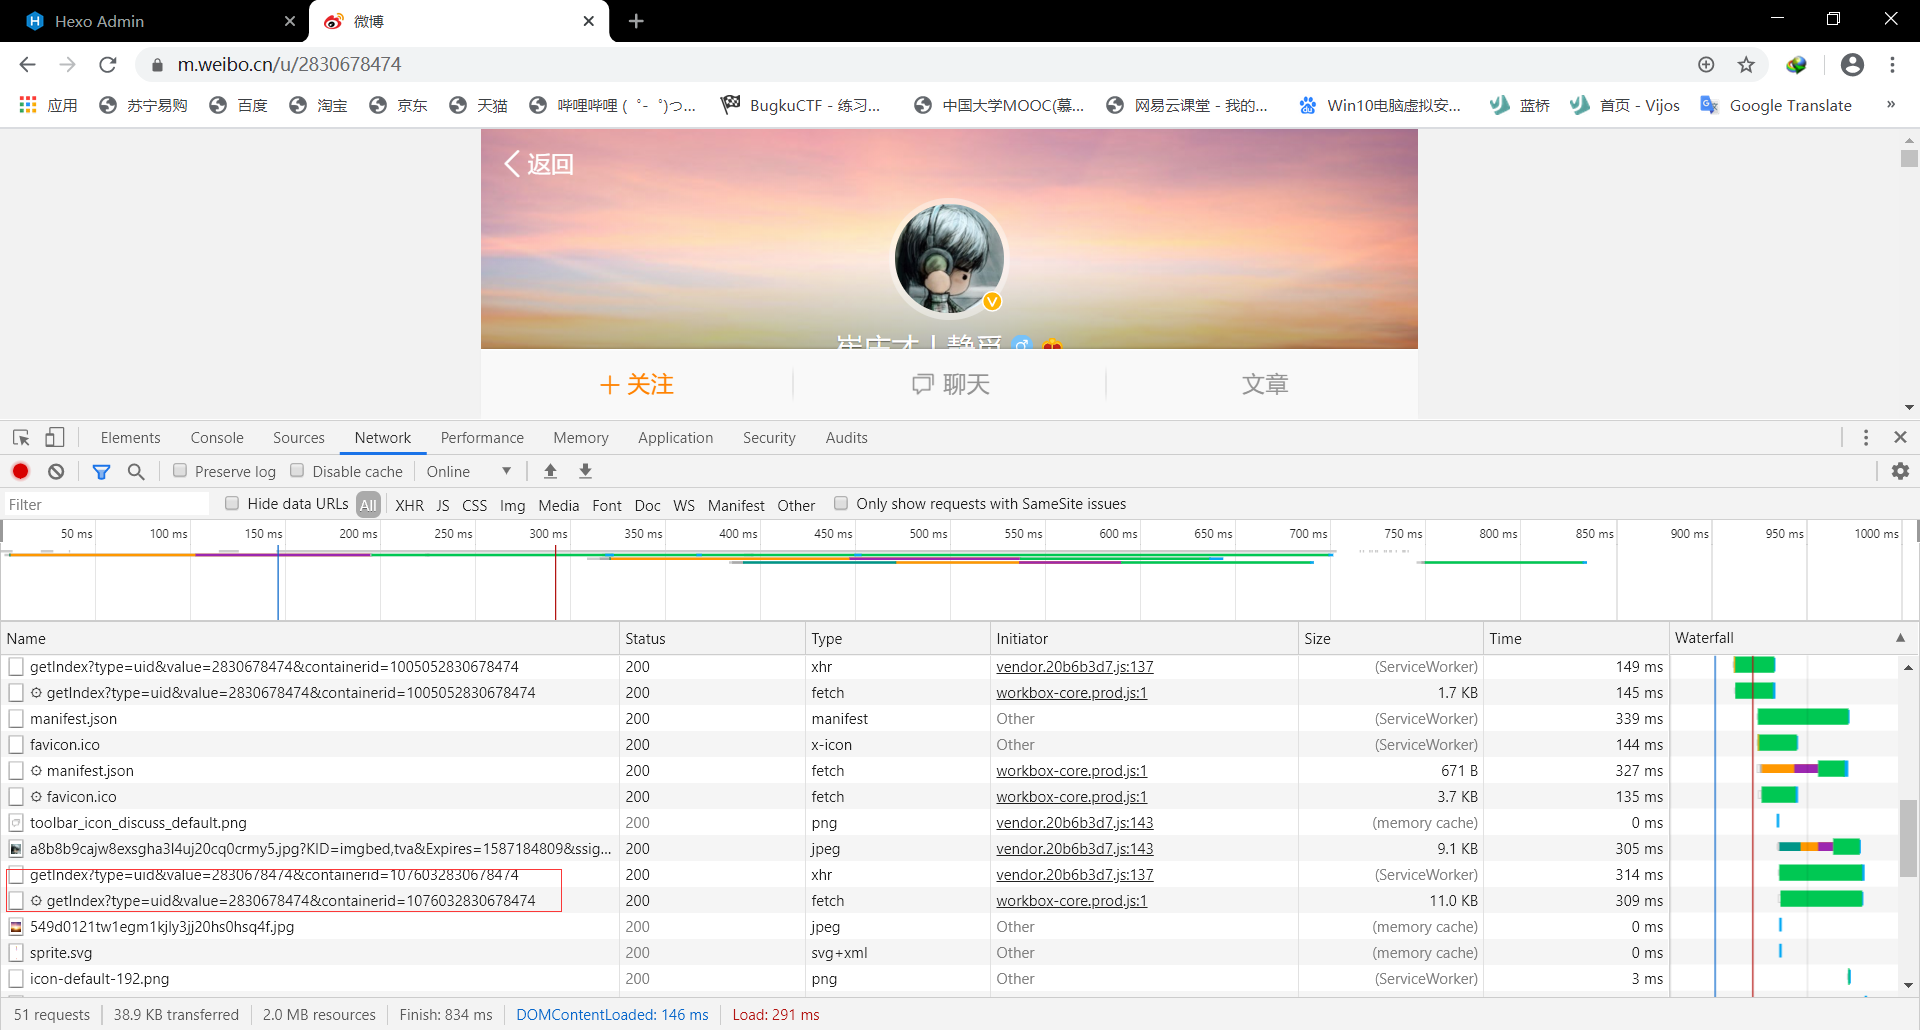 Hexo Admin
微博
m.weibo.cn/u/2830678474
应用 苏宁易购 百度 淘宝 京东 天猫 哔哩哔哩 ( ゜- ゜)つ... BugkuCTF - 练习... 中国大学MOOC(慕... 网易云课堂 - 我的... Win10电脑虚拟安... 蓝桥 首页 - Vijos Google Translate »
返回
关注 聊天 文章
Elements Console Sources Network Performance Memory Application Security Audits
Preserve log Disable cache Online
Filter Hide data URLs All XHR JS CSS Img Media Font Doc WS Manifest Other Only show requests with SameSite issues
50 ms 100 ms 150 ms 200 ms 250 ms 300 ms 350 ms 400 ms 450 ms 500 ms 550 ms 600 ms 650 ms 700 ms 750 ms 800 ms 850 ms 900 ms 950 ms 1000 ms
Name Status Type Initiator Size Time Waterfall
getIndex?type=uid&value=2830678474&containerid=1005052830678474 200 xhr vendor.20b6b3d7.js:137 (ServiceWorker) 149 ms
getIndex?type=uid&value=2830678474&containerid=1005052830678474 200 fetch workbox-core.prod.js:1 1.7 KB 145 ms
manifest.json 200 manifest Other (ServiceWorker) 339 ms
favicon.ico 200 x-icon Other (ServiceWorker) 144 ms
manifest.json 200 fetch workbox-core.prod.js:1 671 B 327 ms
favicon.ico 200 fetch workbox-core.prod.js:1 3.7 KB 135 ms
toolbar_icon_discuss_default.png 200 png vendor.20b6b3d7.js:143 (memory cache) 0 ms
a8b8b9cajw8exsgha3l4uj20cq0crmy5.jpg?KID=imgbed,tva&Expires=1587184809&ssig... 200 jpeg vendor.20b6b3d7.js:143 9.1 KB 305 ms
getIndex?type=uid&value=2830678474&containerid=1076032830678474 200 xhr vendor.20b6b3d7.js:137 (ServiceWorker) 314 ms
getIndex?type=uid&value=2830678474&containerid=1076032830678474 200 fetch workbox-core.prod.js:1 11.0 KB 309 ms
549d0121tw1egm1kjly3jj20hs0hsq4f.jpg 200 jpeg Other (memory cache) 0 ms
sprite.svg 200 svg+xml Other (memory cache) 0 ms
icon-default-192.png 200 png Other (ServiceWorker) 3 ms
51 requests 38.9 KB transferred 2.0 MB resources Finish: 834 ms DOMContentLoaded: 146 ms Load: 291 ms